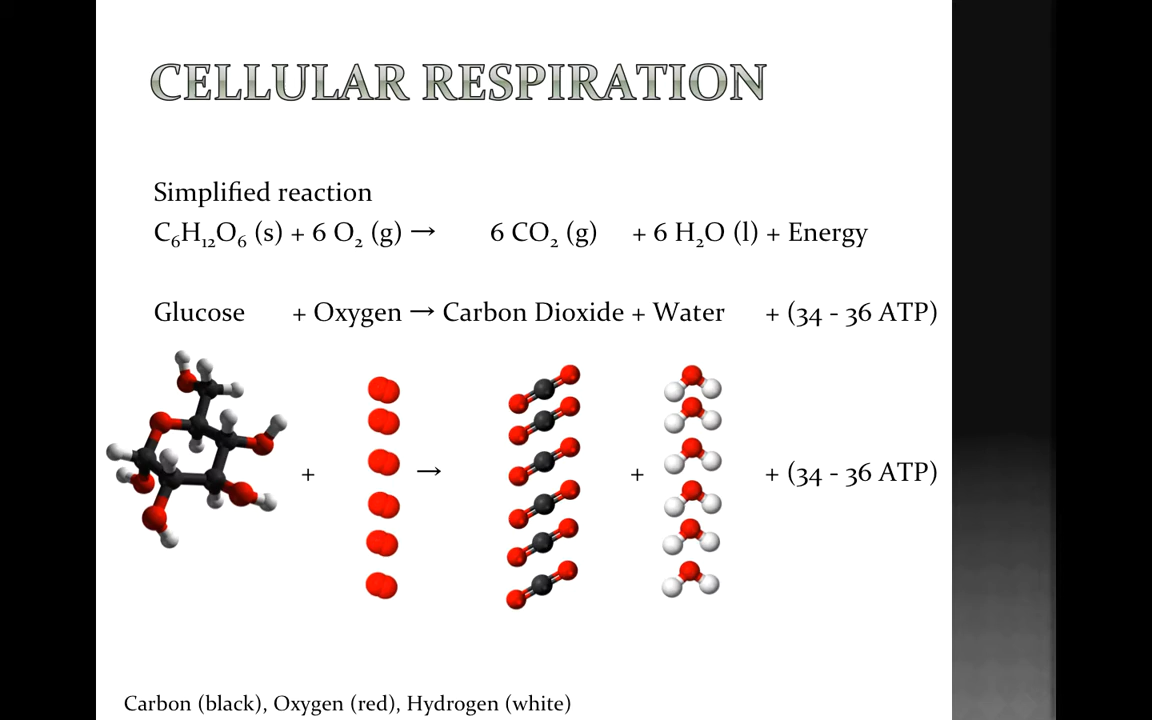 CELLULAR RESPIRATION
Simplified reaction
C₆H₁₂O₆ (s) + 6 O₂ (g) → 6 CO₂ (g) + 6 H₂O (l) + Energy
Glucose + Oxygen → Carbon Dioxide + Water + (34 - 36 ATP)
+ → + + (34 - 36 ATP)
Carbon (black), Oxygen (red), Hydrogen (white)